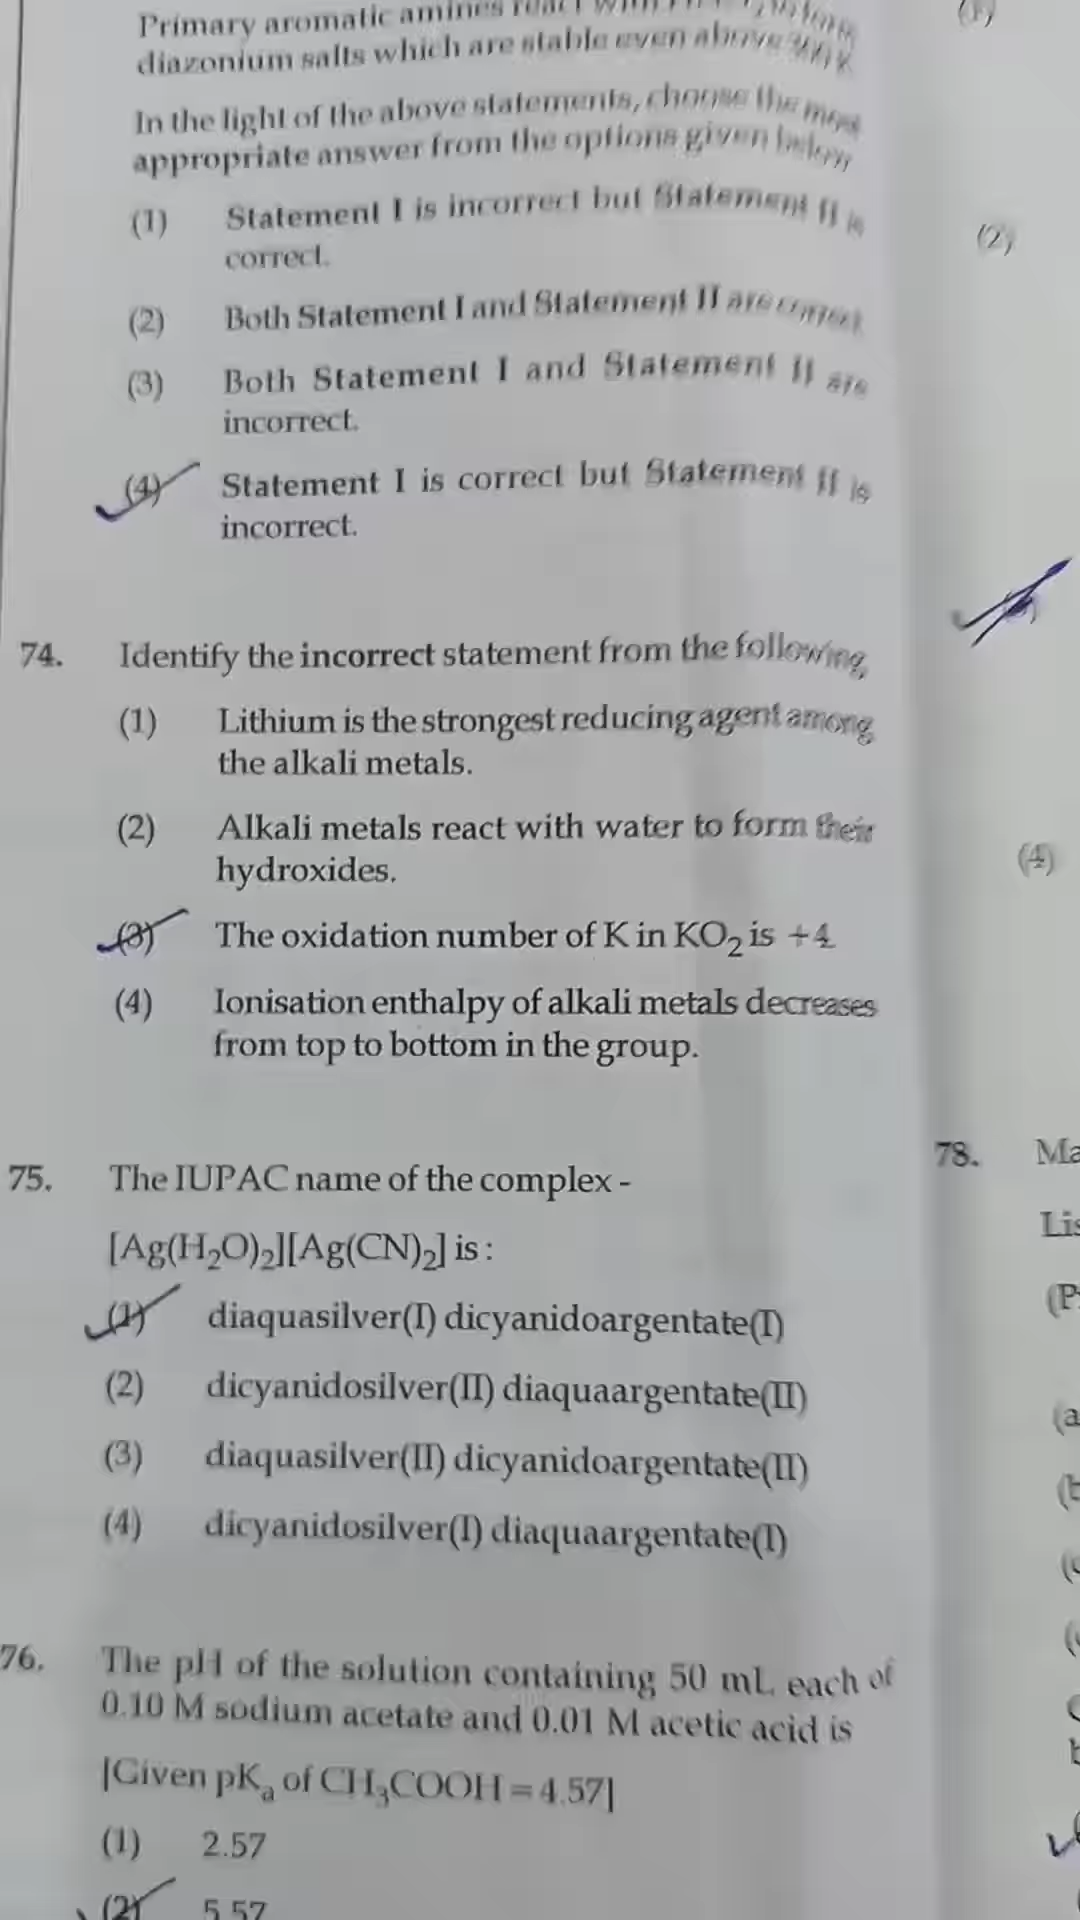 Primary aromatic amines react with
diazonium salts which are stable even above 300 K
In the light of the above statements, choose the most
appropriate answer from the options given below
(1) Statement I is incorrect but Statement II is
correct.
(2) Both Statement I and Statement II are correct.
(3) Both Statement I and Statement II are
incorrect.
(4) Statement I is correct but Statement II is
incorrect.
74. Identify the incorrect statement from the following
(1) Lithium is the strongest reducing agent among
the alkali metals.
(2) Alkali metals react with water to form their
hydroxides.
(3) The oxidation number of K in KO₂ is +4
(4) Ionisation enthalpy of alkali metals decreases
from top to bottom in the group.
75. The IUPAC name of the complex -
[Ag(H₂O)₂][Ag(CN)₂] is :
(1) diaquasilver(I) dicyanidoargentate(I)
(2) dicyanidosilver(II) diaquaargentate(II)
(3) diaquasilver(II) dicyanidoargentate(II)
(4) dicyanidosilver(I) diaquaargentate(I)
76. The pH of the solution containing 50 mL each of
0.10 M sodium acetate and 0.01 M acetic acid is
[Given pKₐ of CH₃COOH = 4.57]
(1) 2.57
(2) 5.57
(2)
(4)
78. Ma
Lis
(P
(a